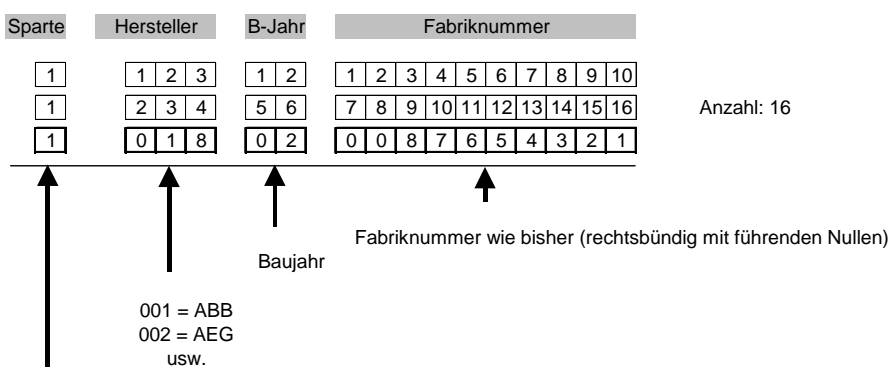 Sparte Hersteller B-Jahr Fabriknummer
1 1 2 3 1 2 1 2 3 4 5 6 7 8 9 10
1 2 3 4 5 6 7 8 9 10 11 12 13 14 15 16 Anzahl: 16
1 0 1 8 0 2 0 0 8 7 6 5 4 3 2 1
Fabriknummer wie bisher (rechtsbündig mit führenden Nullen)
Baujahr
001 = ABB
002 = AEG
usw.